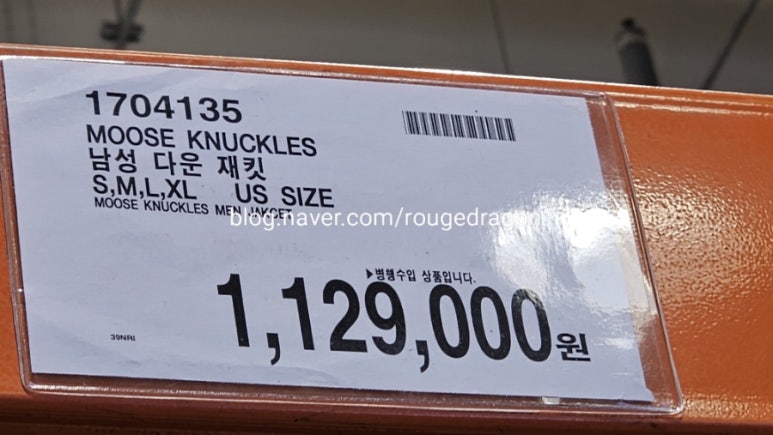 1704135
MOOSE KNUCKLES
남성 다운 재킷
S,M,L,XL US SIZE
MOOSE KNUCKLES MEN JAKCET
blog.naver.com/rougedragon
▶병행수입 상품입니다.
1,129,000원
39NRI